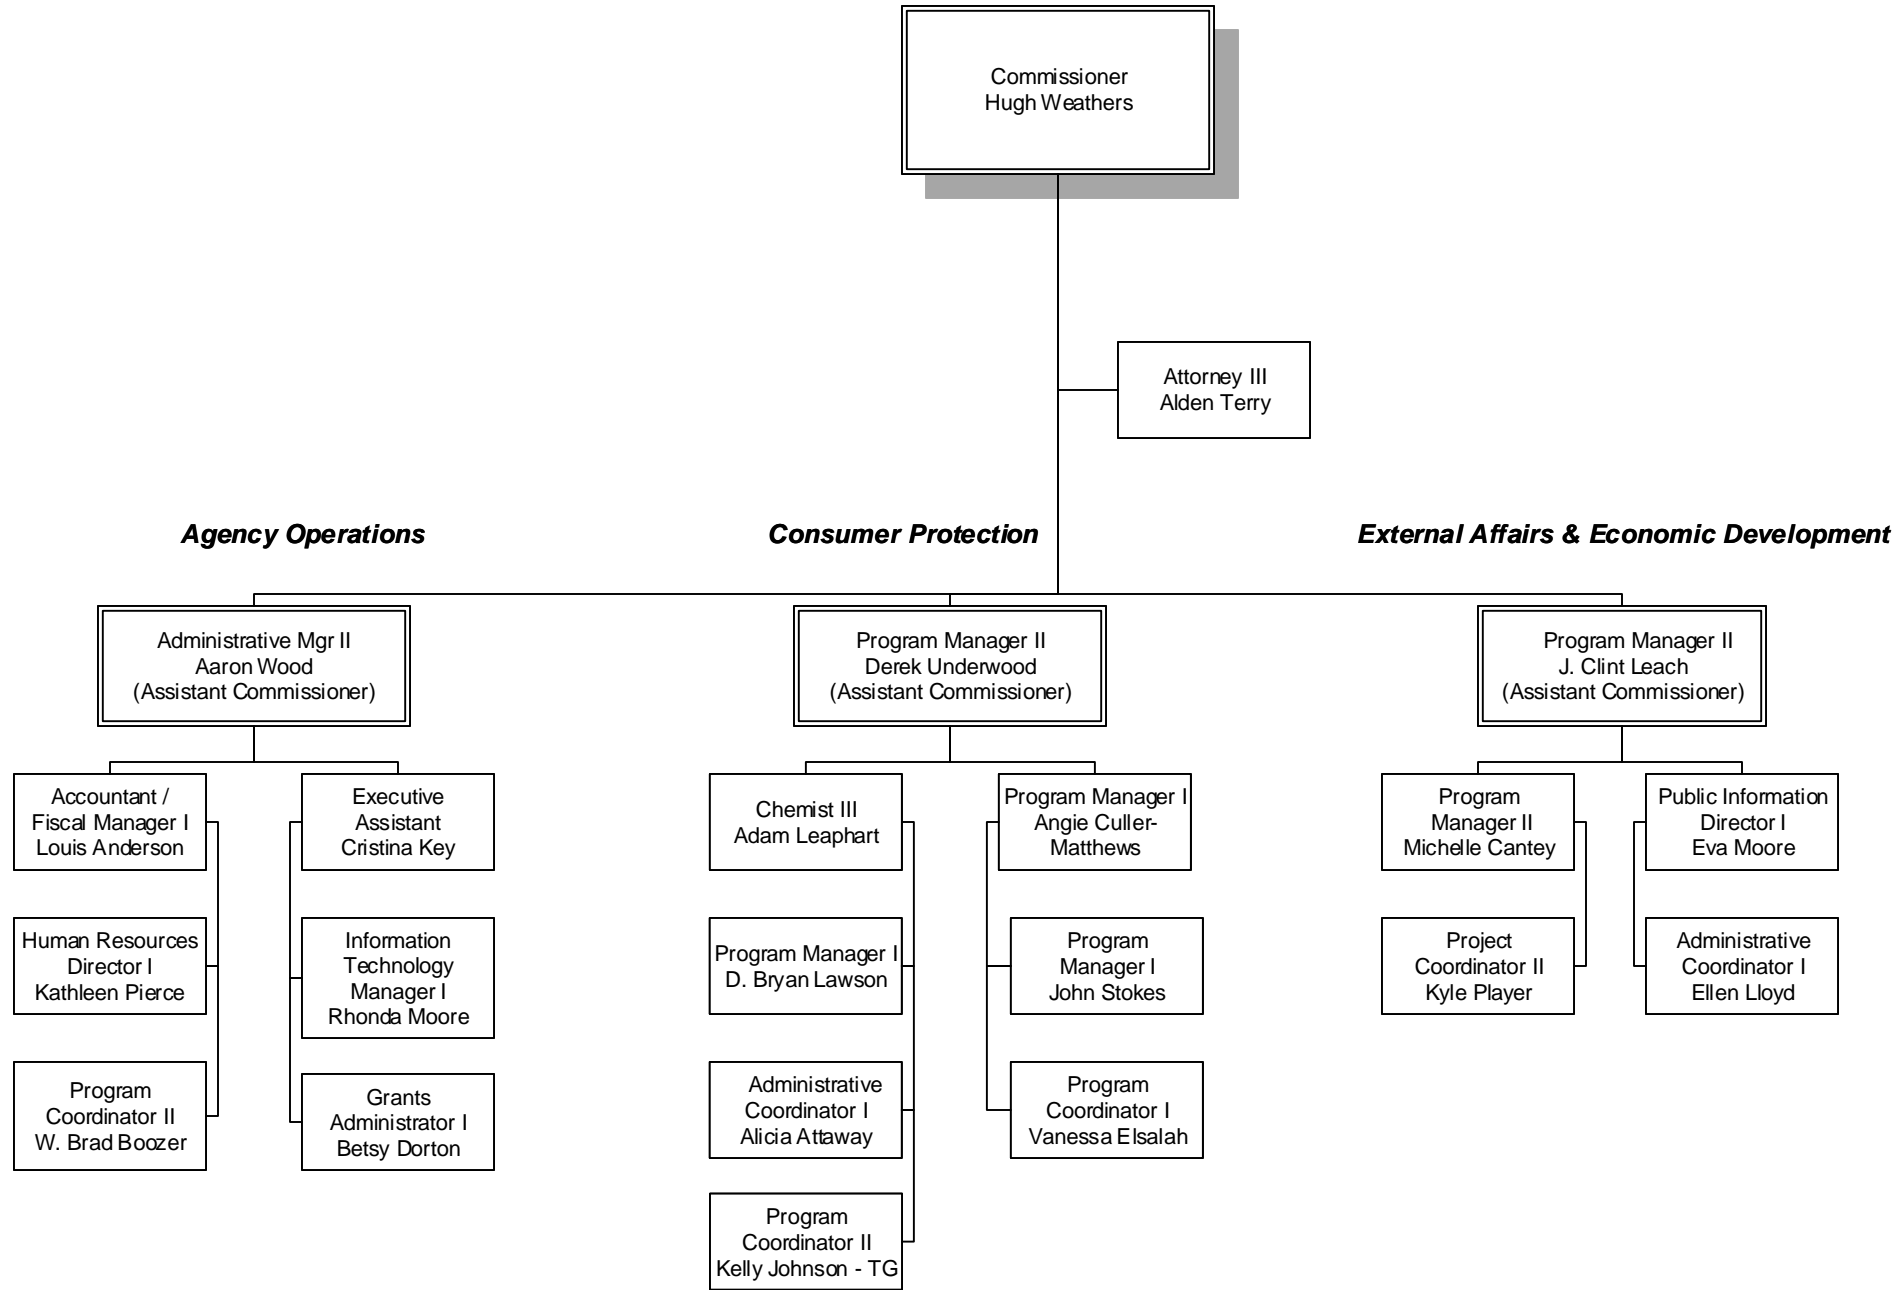 Commissioner
Hugh Weathers
Attorney III
Alden Terry
Agency Operations
Consumer Protection
External Affairs & Economic Development
Administrative Mgr II
Aaron Wood
(Assistant Commissioner)
Program Manager II
Derek Underwood
(Assistant Commissioner)
Program Manager II
J. Clint Leach
(Assistant Commissioner)
Accountant /
Fiscal Manager I
Louis Anderson
Executive
Assistant
Cristina Key
Chemist III
Adam Leaphart
Program Manager I
Angie Culler-
Matthews
Program
Manager II
Michelle Cantey
Public Information
Director I
Eva Moore
Human Resources
Director I
Kathleen Pierce
Information
Technology
Manager I
Rhonda Moore
Program Manager I
D. Bryan Lawson
Program
Manager I
John Stokes
Project
Coordinator II
Kyle Player
Administrative
Coordinator I
Ellen Lloyd
Program
Coordinator II
W. Brad Boozer
Grants
Administrator I
Betsy Dorton
Administrative
Coordinator I
Alicia Attaway
Program
Coordinator I
Vanessa Elsalah
Program
Coordinator II
Kelly Johnson - TG